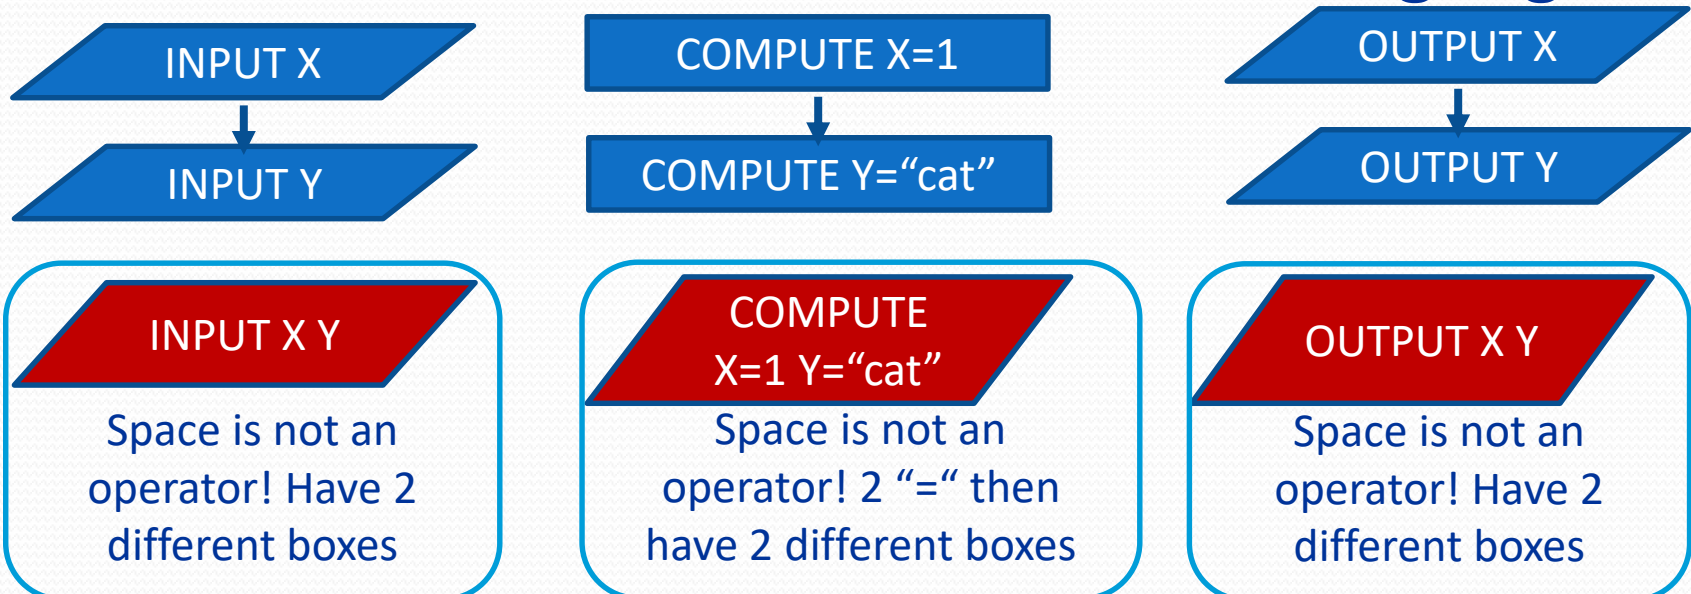 INPUT X
INPUT Y
COMPUTE X=1
COMPUTE Y=“cat”
OUTPUT X
OUTPUT Y
INPUT X Y
Space is not an
operator! Have 2
different boxes
COMPUTE
X=1 Y=“cat”
Space is not an
operator! 2 “=“ then
have 2 different boxes
OUTPUT X Y
Space is not an
operator! Have 2
different boxes